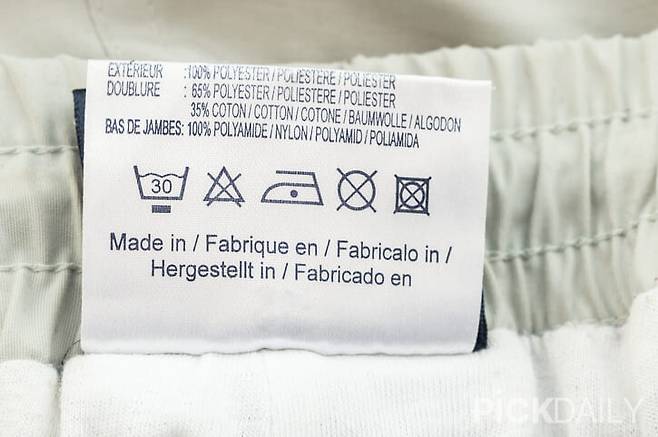 EXTÉRIEUR :100% POLYESTER / POLIESTERE / POLIESTER
DOUBLURE : 65% POLYESTER / POLIESTERE / POLIESTER
35% COTON / COTTON / COTONE / BAUMWOLLE / ALGODON
BAS DE JAMBES: 100% POLYAMIDE / NYLON / POLYAMID / POLIAMIDA
30
Made in / Fabrique en / Fabricalo in /
Hergestellt in / Fabricado en
PiCKDAILY